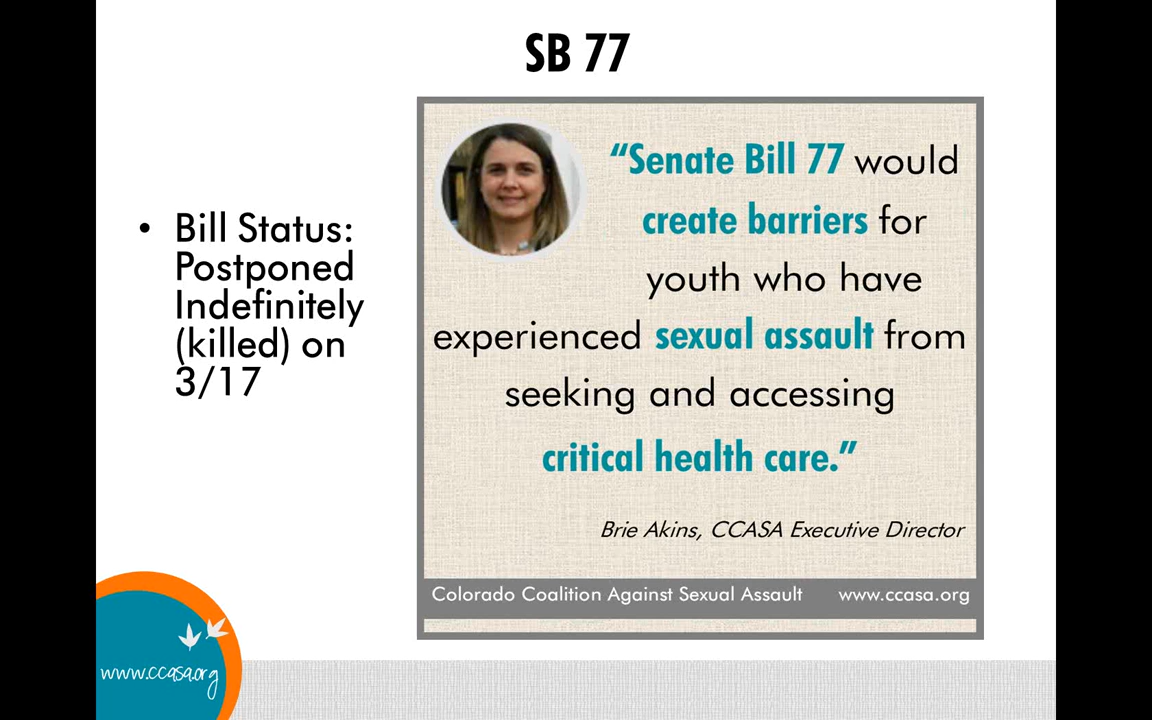 SB 77
• Bill Status:
Postponed
Indefinitely
(killed) on
3/17
“Senate Bill 77 would
create barriers for
youth who have
experienced sexual assault from
seeking and accessing
critical health care.”
Brie Akins, CCASA Executive Director
Colorado Coalition Against Sexual Assault www.ccasa.org
www.ccasa.org